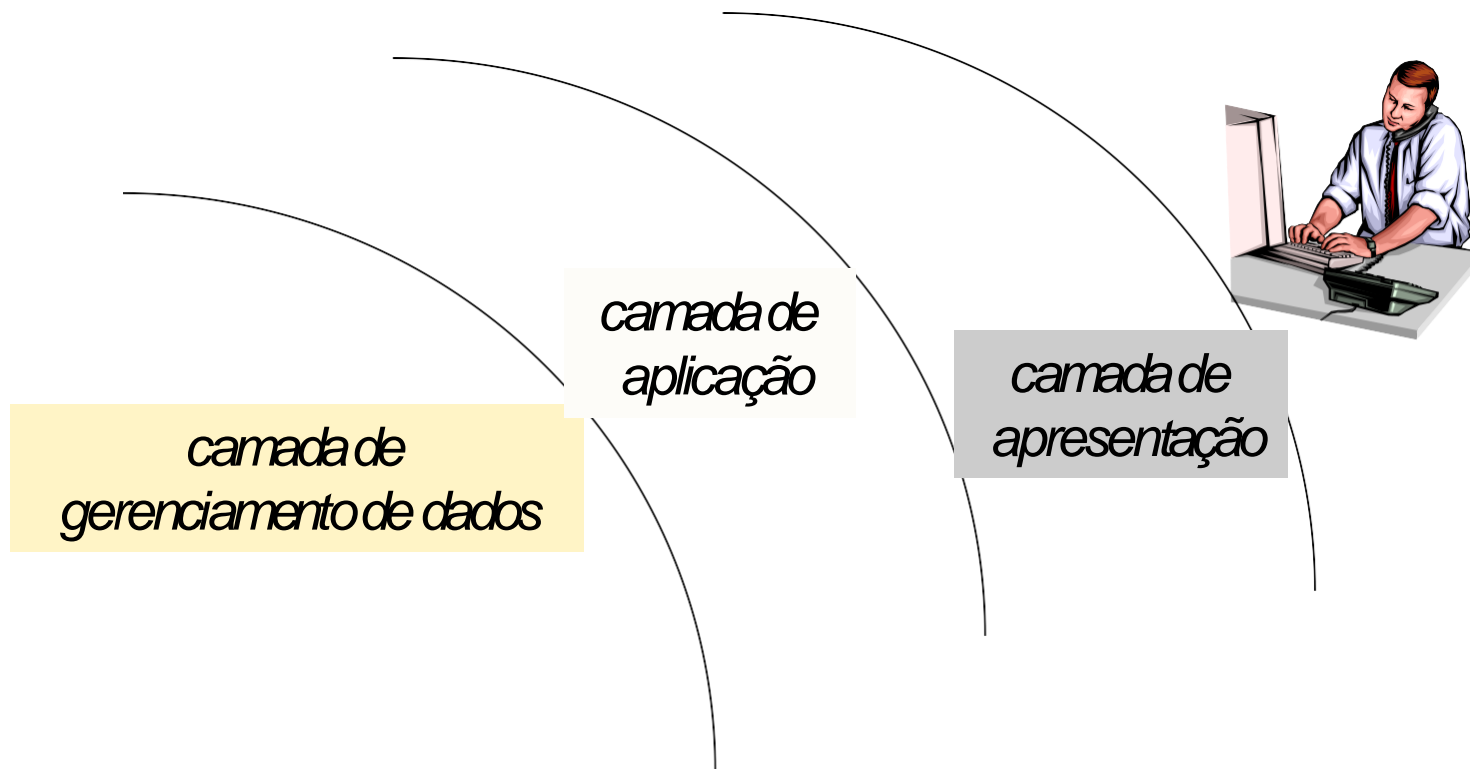 camada de
aplicação
camada de
apresentação
camada de
gerenciamento de dados